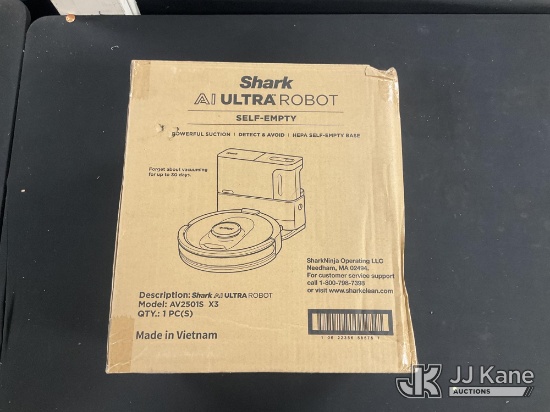 Shark
AI ULTRA ROBOT
SELF-EMPTY
POWERFUL SUCTION | DETECT & AVOID | HEPA SELF-EMPTY BASE
Forget about vacuuming
for up to 30 days.
Shark
SharkNinja Operating LLC
Needham, MA 02494.
For customer service support
call 1-800-798-7398
or visit www.sharkclean.com
Description: Shark AI ULTRA ROBOT
Model: AV2501S X3
QTY.: 1 PC(S)
Made in Vietnam
JJ Kane
AUCTIONS